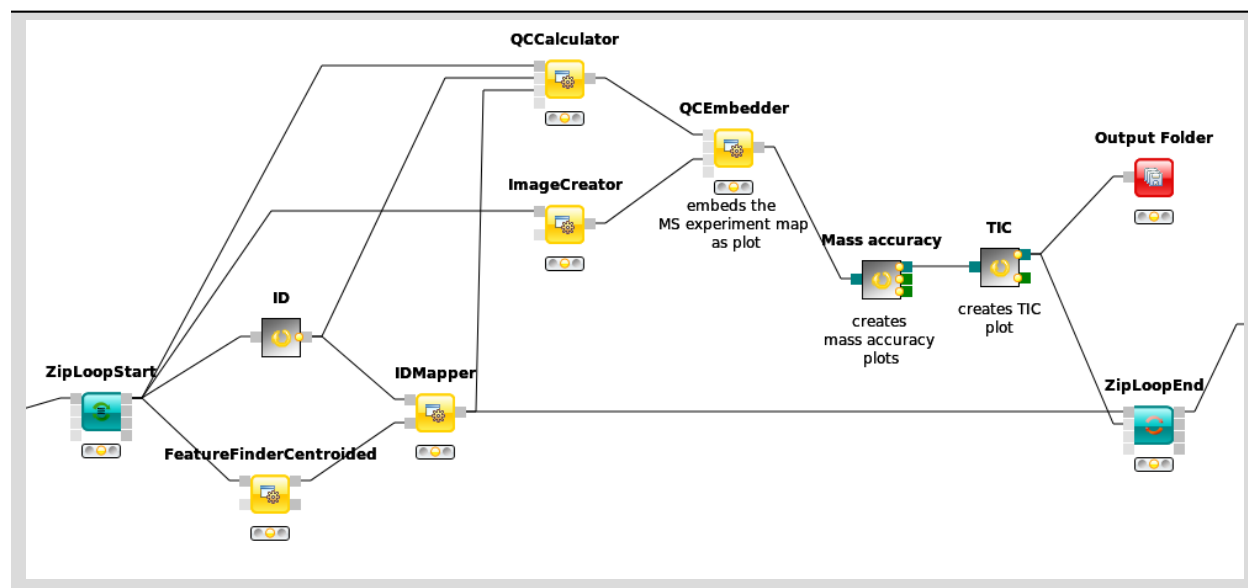 QCCalculator
QCEmbedder
embeds the
MS experiment map
as plot
Output Folder
ImageCreator
Mass accuracy
creates
mass accuracy
plots
TIC
creates TIC
plot
ID
ZipLoopStart
IDMapper
ZipLoopEnd
FeatureFinderCentroided